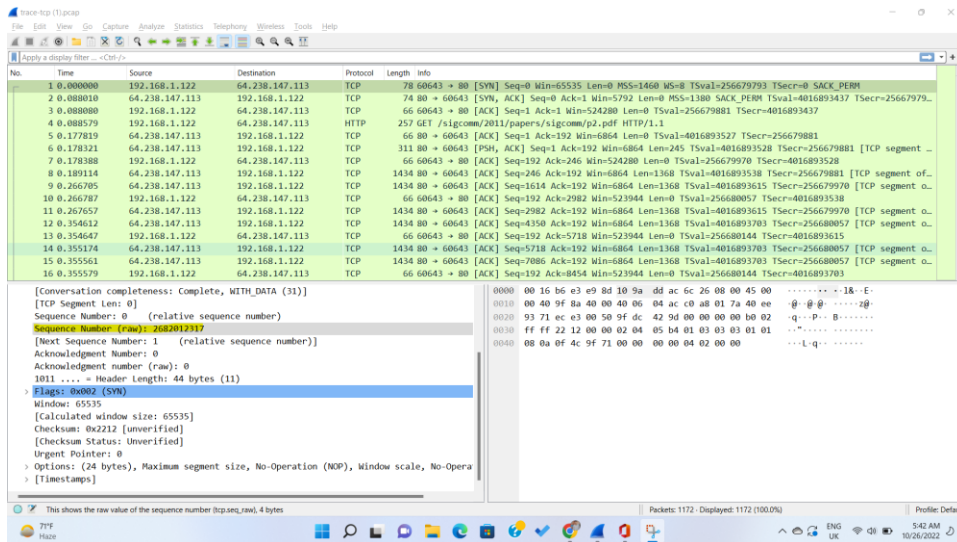 trace-tcp (1).pcap
File Edit View Go Capture Analyze Statistics Telephony Wireless Tools Help
Apply a display filter ... <Ctrl-/>
No. Time Source Destination Protocol Length Info
1 0.000000 192.168.1.122 64.238.147.113 TCP 78 60643 → 80 [SYN] Seq=0 Win=65535 Len=0 MSS=1460 WS=8 TSval=256679793 TSecr=0 SACK_PERM
2 0.088010 64.238.147.113 192.168.1.122 TCP 74 80 → 60643 [SYN, ACK] Seq=0 Ack=1 Win=5792 Len=0 MSS=1380 SACK_PERM TSval=4016893437 TSecr=25667979...
3 0.088080 192.168.1.122 64.238.147.113 TCP 66 60643 → 80 [ACK] Seq=1 Ack=1 Win=524280 Len=0 TSval=256679881 TSecr=4016893437
4 0.088579 192.168.1.122 64.238.147.113 HTTP 257 GET /sigcomm/2011/papers/sigcomm/p2.pdf HTTP/1.1
5 0.177819 64.238.147.113 192.168.1.122 TCP 66 80 → 60643 [ACK] Seq=1 Ack=192 Win=6864 Len=0 TSval=4016893527 TSecr=256679881
6 0.178321 64.238.147.113 192.168.1.122 TCP 311 80 → 60643 [PSH, ACK] Seq=1 Ack=192 Win=6864 Len=245 TSval=4016893528 TSecr=256679881 [TCP segment ...
7 0.178388 192.168.1.122 64.238.147.113 TCP 66 60643 → 80 [ACK] Seq=192 Ack=246 Win=524280 Len=0 TSval=256679970 TSecr=4016893528
8 0.189114 64.238.147.113 192.168.1.122 TCP 1434 80 → 60643 [ACK] Seq=246 Ack=192 Win=6864 Len=1368 TSval=4016893538 TSecr=256679881 [TCP segment of...
9 0.266705 64.238.147.113 192.168.1.122 TCP 1434 80 → 60643 [ACK] Seq=1614 Ack=192 Win=6864 Len=1368 TSval=4016893615 TSecr=256679970 [TCP segment o...
10 0.266787 192.168.1.122 64.238.147.113 TCP 66 60643 → 80 [ACK] Seq=192 Ack=2982 Win=523944 Len=0 TSval=256680057 TSecr=4016893538
11 0.267657 64.238.147.113 192.168.1.122 TCP 1434 80 → 60643 [ACK] Seq=2982 Ack=192 Win=6864 Len=1368 TSval=4016893615 TSecr=256679970 [TCP segment o...
12 0.354612 64.238.147.113 192.168.1.122 TCP 1434 80 → 60643 [ACK] Seq=4350 Ack=192 Win=6864 Len=1368 TSval=4016893703 TSecr=256680057 [TCP segment o...
13 0.354647 192.168.1.122 64.238.147.113 TCP 66 60643 → 80 [ACK] Seq=192 Ack=5718 Win=523944 Len=0 TSval=256680144 TSecr=4016893615
14 0.355174 64.238.147.113 192.168.1.122 TCP 1434 80 → 60643 [ACK] Seq=5718 Ack=192 Win=6864 Len=1368 TSval=4016893703 TSecr=256680057 [TCP segment o...
15 0.355561 64.238.147.113 192.168.1.122 TCP 1434 80 → 60643 [ACK] Seq=7086 Ack=192 Win=6864 Len=1368 TSval=4016893703 TSecr=256680057 [TCP segment o...
16 0.355579 192.168.1.122 64.238.147.113 TCP 66 60643 → 80 [ACK] Seq=192 Ack=8454 Win=523944 Len=0 TSval=256680144 TSecr=4016893703
[Conversation completeness: Complete, WITH_DATA (31)]
[TCP Segment Len: 0]
Sequence Number: 0 (relative sequence number)
Sequence Number (raw): 2682012317
[Next Sequence Number: 1 (relative sequence number)]
Acknowledgment Number: 0
Acknowledgment number (raw): 0
1011 .... = Header Length: 44 bytes (11)
Flags: 0x002 (SYN)
Window: 65535
[Calculated window size: 65535]
Checksum: 0x2212 [unverified]
[Checksum Status: Unverified]
Urgent Pointer: 0
Options: (24 bytes), Maximum segment size, No-Operation (NOP), Window scale, No-Opera
[Timestamps]
0000 00 16 b6 e3 e9 8d 10 9a dd ac 6c 26 08 00 45 00 ········ ··l&··E·
0010 00 40 9f 8a 40 00 40 06 04 ac c0 a8 01 7a 40 ee ·@··@·@· ·····z@·
0020 93 71 ec e3 00 50 9f dc 42 9d 00 00 00 00 b0 02 ·q···P·· B·······
0030 ff ff 22 12 00 00 02 04 05 b4 01 03 03 03 01 01 ··"····· ········
0040 08 0a 0f 4c 9f 71 00 00 00 00 04 02 00 00 ···L·q·· ······
This shows the raw value of the sequence number (tcp.seq_raw), 4 bytes
Packets: 1172 · Displayed: 1172 (100.0%)
Profile: Defa
71°F
Haze
ENG
UK
5:42 AM
10/26/2022